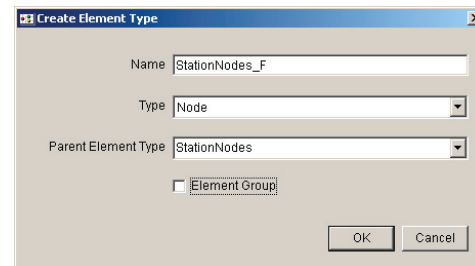 Create Element Type
Name StationNodes_F
Type Node
Parent Element Type StationNodes
Element Group
OK Cancel